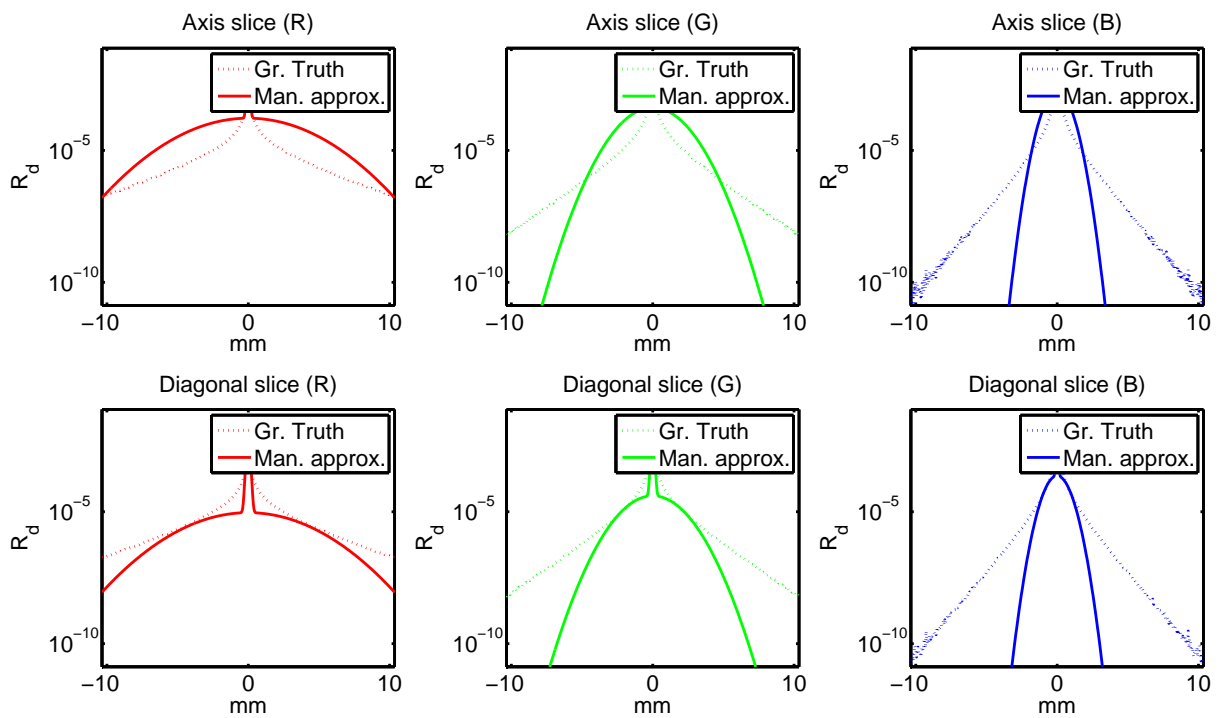 Axis slice (R)
Gr. Truth
Man. approx.
R_d
10^−5
10^−10
−10 0 10
mm
Axis slice (G)
Gr. Truth
Man. approx.
R_d
10^−5
10^−10
−10 0 10
mm
Axis slice (B)
Gr. Truth
Man. approx.
R_d
10^−5
10^−10
−10 0 10
mm
Diagonal slice (R)
Gr. Truth
Man. approx.
R_d
10^−5
10^−10
−10 0 10
mm
Diagonal slice (G)
Gr. Truth
Man. approx.
R_d
10^−5
10^−10
−10 0 10
mm
Diagonal slice (B)
Gr. Truth
Man. approx.
R_d
10^−5
10^−10
−10 0 10
mm